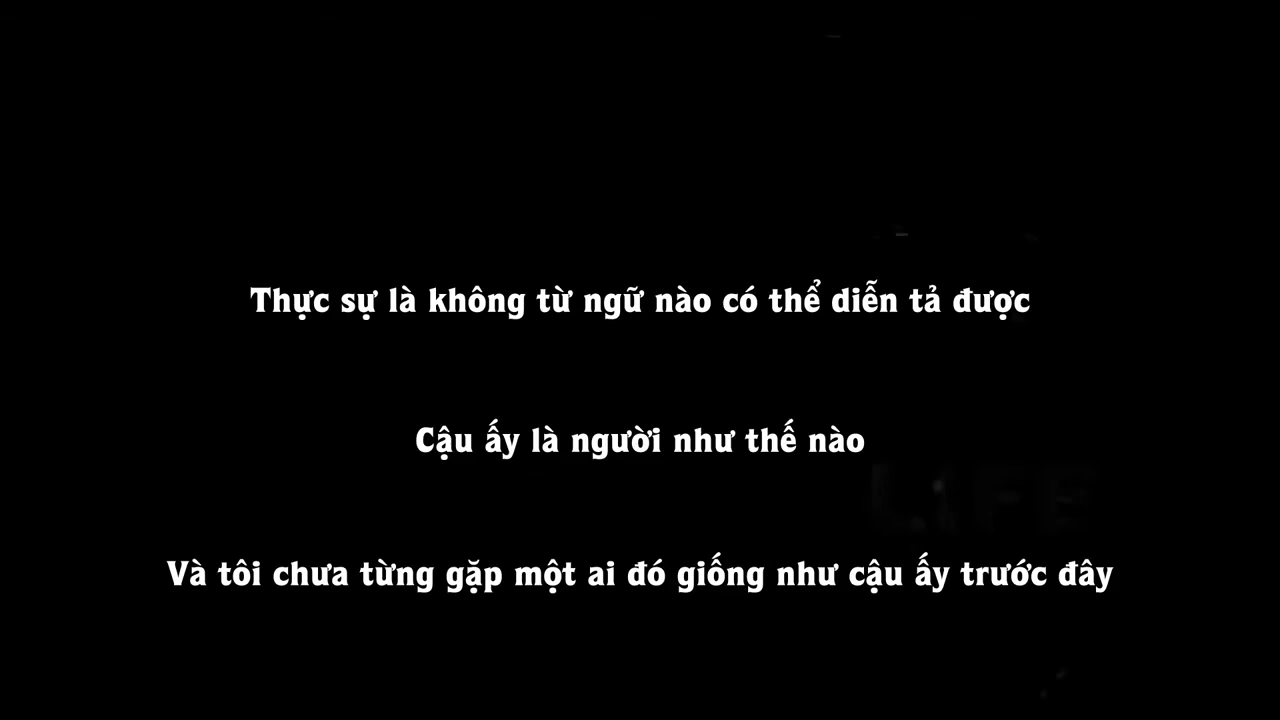 Thực sự là không từ ngữ nào có thể diễn tả được
Cậu ấy là người như thế nào
LIFE
Và tôi chưa từng gặp một ai đó giống như cậu ấy trước đây